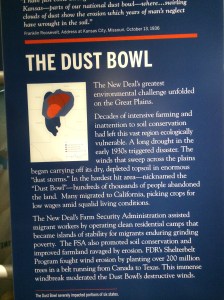 Kansas—parts of our national dust bowl—where...swirling
clouds of dust show the erosion which years of man's neglect
have wrought in the soil."
Franklin Roosevelt, Address at Kansas City, Missouri, October 13, 1936
THE DUST BOWL
The New Deal's greatest
environmental challenge unfolded
on the Great Plains.
Decades of intensive farming and
inattention to soil conservation
had left this vast region ecologically
vulnerable. A long drought in the
early 1930s triggered disaster. The
winds that sweep across the plains
began carrying off its dry, depleted topsoil in enormous
"dust storms." In the hardest hit area—nicknamed the
"Dust Bowl"—hundreds of thousands of people abandoned
the land. Many migrated to California, picking crops for
low wages amid squalid living conditions.
The New Deal's Farm Security Administration assisted
migrant workers by operating clean residential camps that
became islands of stability for migrants enduring grinding
poverty. The FSA also promoted soil conservation and
improved farmland ravaged by erosion. FDR's Shelterbelt
Program fought wind erosion by planting over 200 million
trees in a belt running from Canada to Texas. This immense
windbreak moderated the Dust Bowl's destructive winds.
The Dust Bowl severely impacted portions of six states.